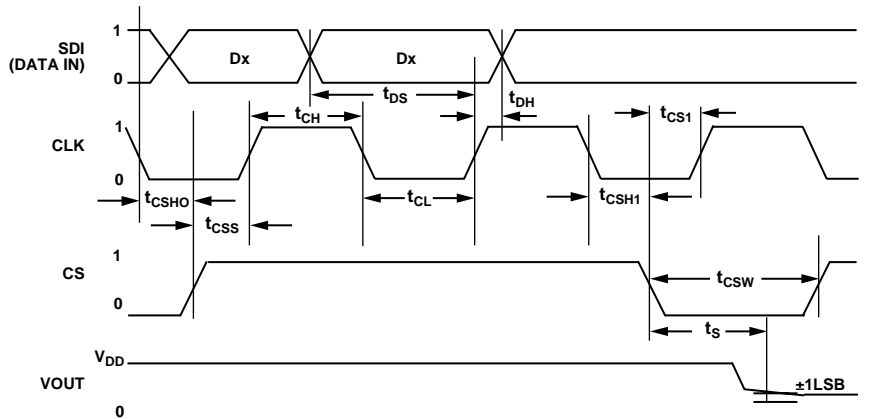 SDI
(DATA IN)
1
0
Dx
Dx
tDS
tDH
tCH
tCS1
CLK
1
0
tCSHO
tCSS
tCL
tCSH1
CS
1
0
tCSW
tS
VDD
VOUT
0
±1LSB